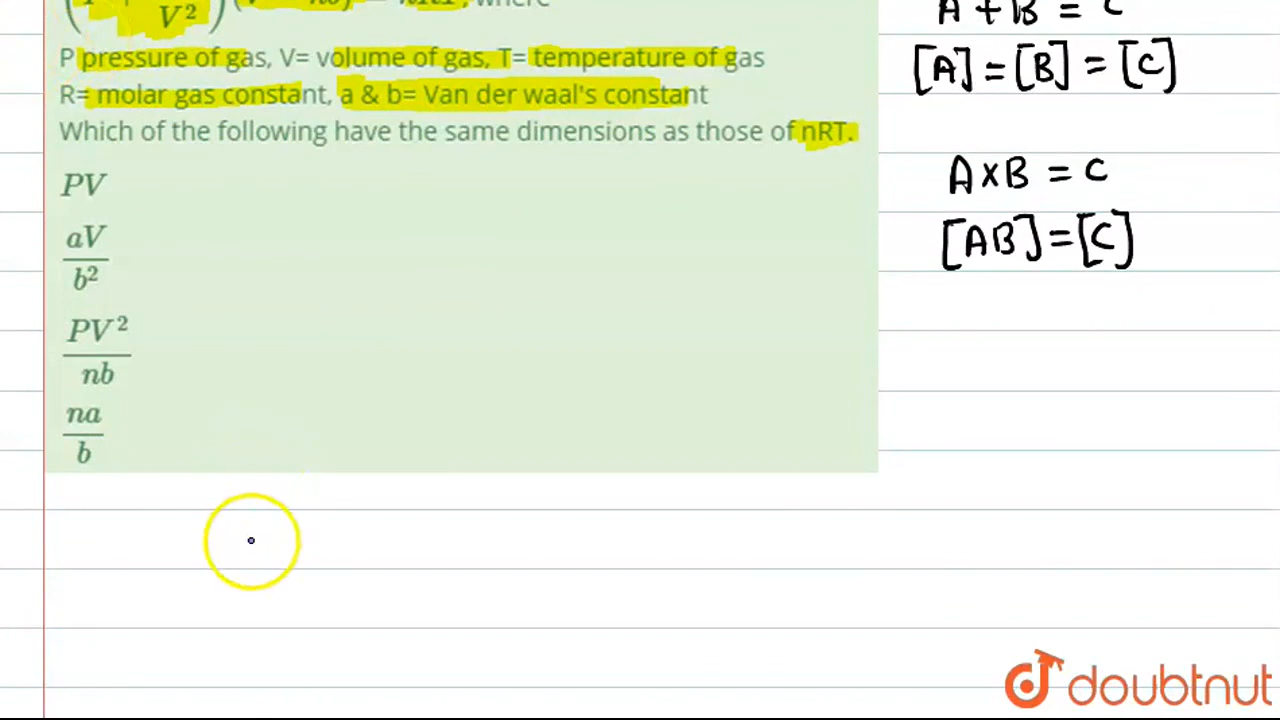 V²
P pressure of gas, V= volume of gas, T= temperature of gas
R= molar gas constant, a & b= Van der waal's constant
Which of the following have the same dimensions as those of nRT.
PV
aV
b²
PV²
nb
na
b
A + B = C
[A] = [B] = [C]
A×B = C
[AB] = [C]
doubtnut